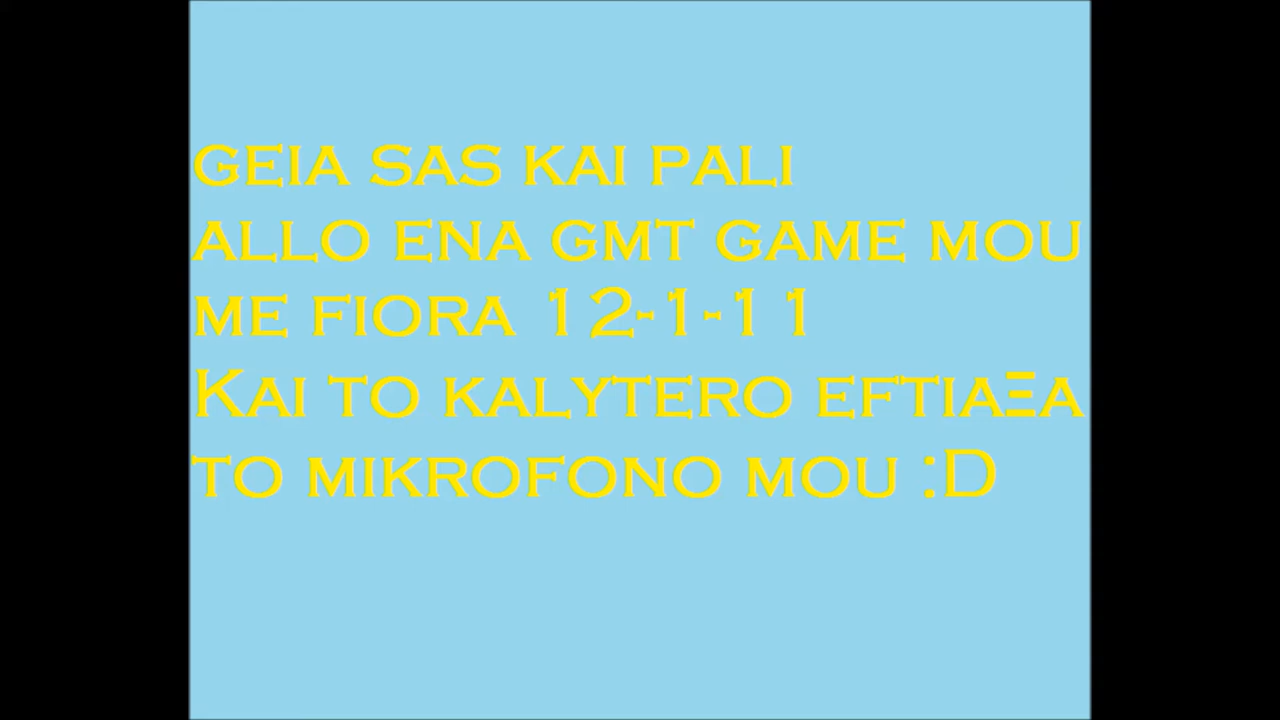 GEIA SAS KAI PALI
ALLO ENA GMT GAME MOU
ME FIORA 12-1-11
KAI TO KALYTERO EFTIAΞA
TO MIKROFONO MOU :D